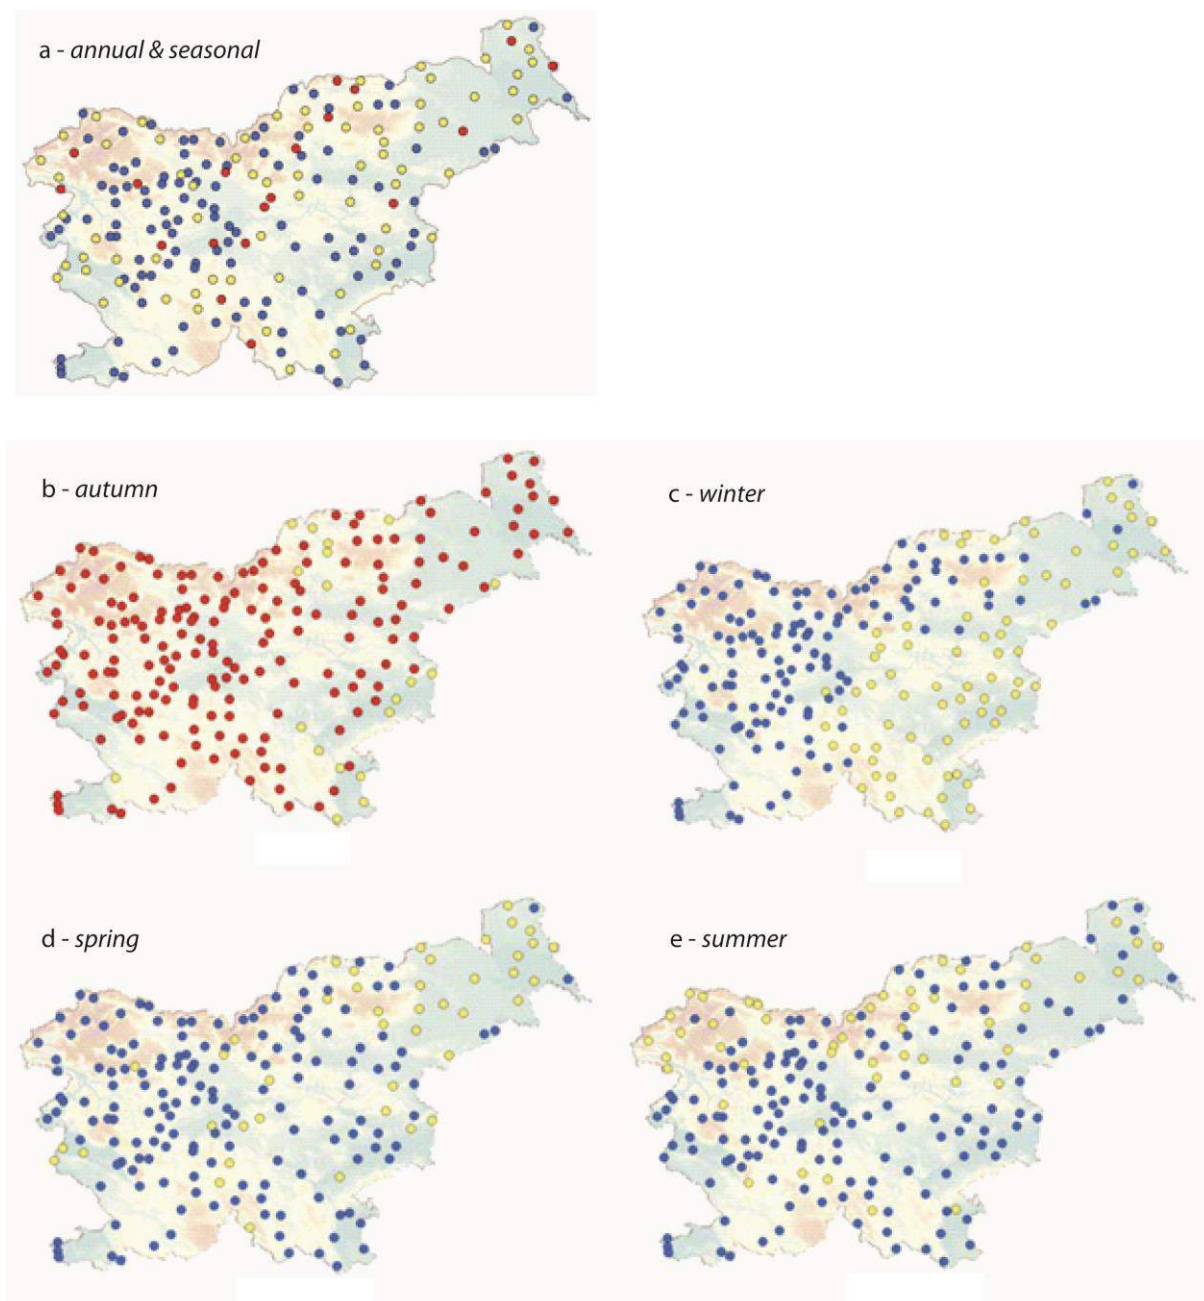 a - annual & seasonal
b - autumn
c - winter
d - spring
e - summer